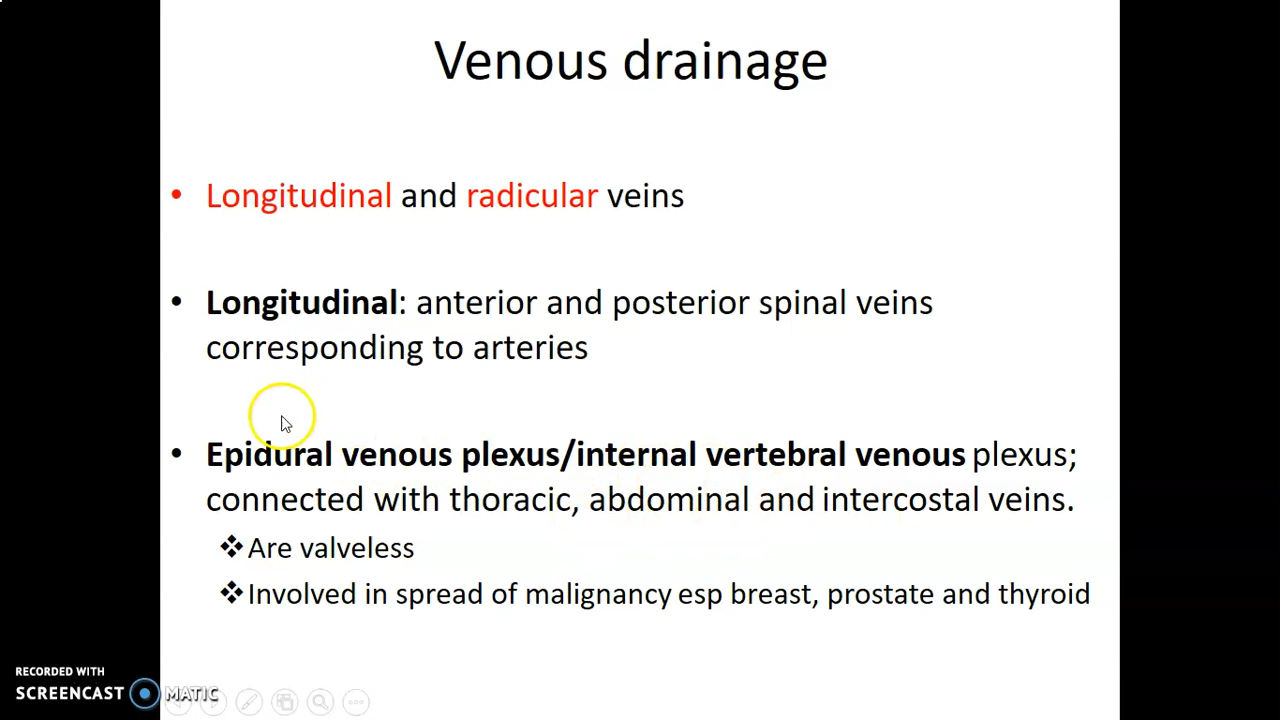 Venous drainage
• Longitudinal and radicular veins
• Longitudinal: anterior and posterior spinal veins
corresponding to arteries
• Epidural venous plexus/internal vertebral venous plexus;
connected with thoracic, abdominal and intercostal veins.
❖Are valveless
❖Involved in spread of malignancy esp breast, prostate and thyroid
RECORDED WITH
SCREENCAST MATIC